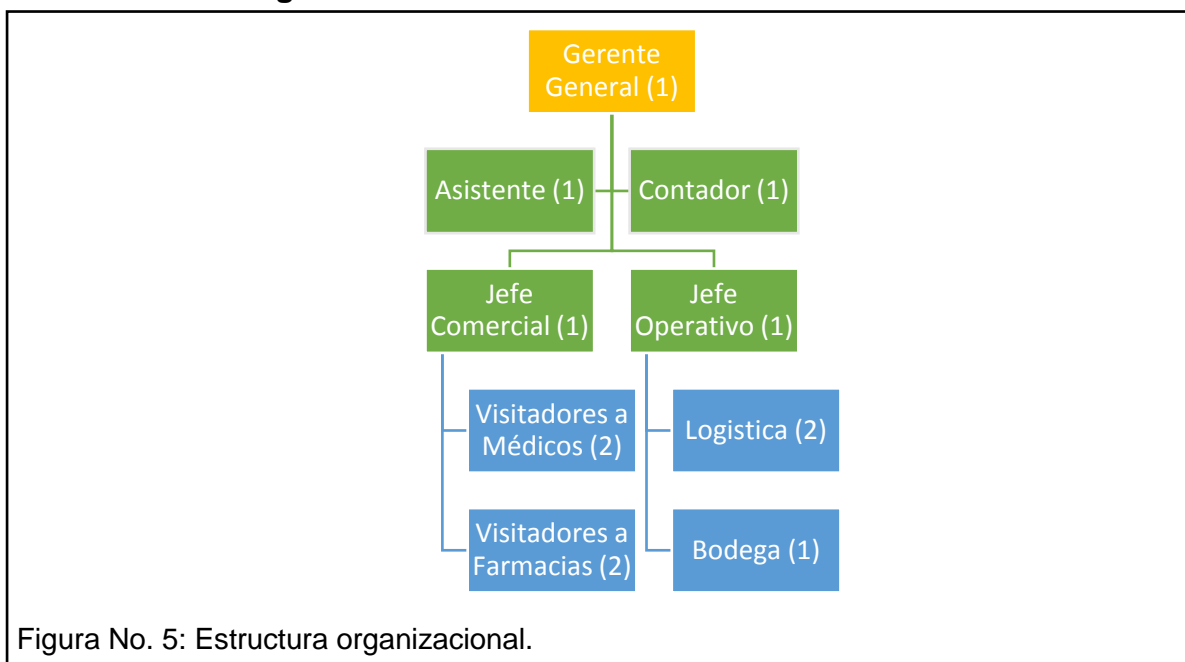 Gerente
General (1)
Asistente (1)
Contador (1)
Jefe
Comercial (1)
Jefe
Operativo (1)
Visitadores a
Médicos (2)
Logistica (2)
Visitadores a
Farmacias (2)
Bodega (1)
Figura No. 5: Estructura organizacional.